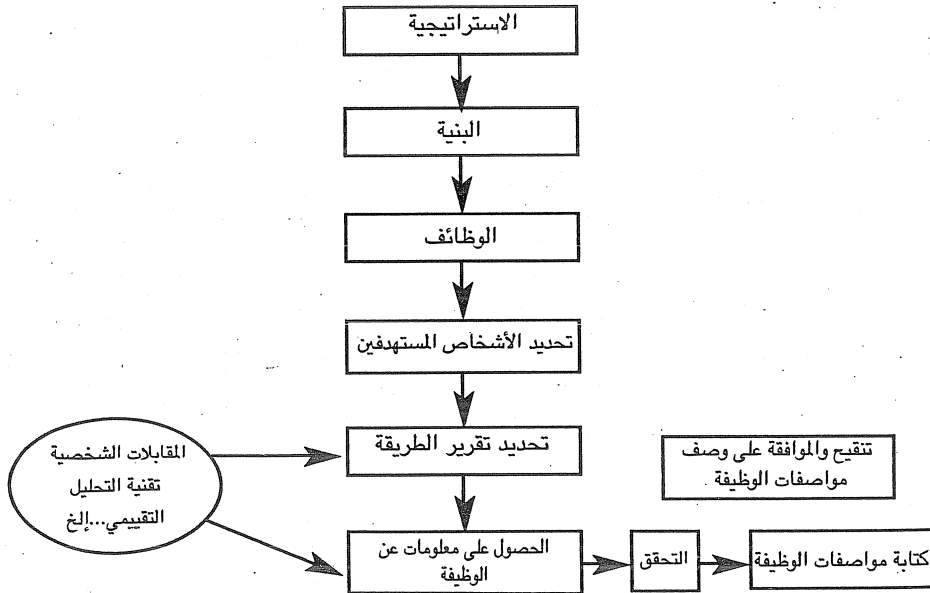 الاستراتيجية
البنية
الوظائف
تحديد الأشخاص المستهدفين
تحديد تقرير الطريقة
المقابلات الشخصية
تقنية التحليل
التقييمي...إلخ
تنقيح والموافقة على وصف
مواصفات الوظيفة
الحصول على معلومات عن
الوظيفة
التحقق
كتابة مواصفات الوظيفة